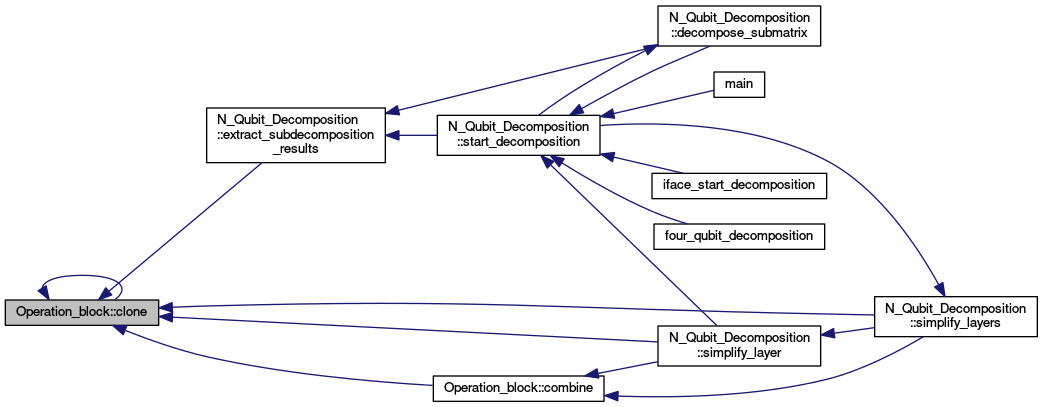 N_Qubit_Decomposition
::decompose_submatrix
main
N_Qubit_Decomposition
::extract_subdecomposition
_results
N_Qubit_Decomposition
::start_decomposition
iface_start_decomposition
four_qubit_decomposition
Operation_block::clone
N_Qubit_Decomposition
::simplify_layers
N_Qubit_Decomposition
::simplify_layer
Operation_block::combine